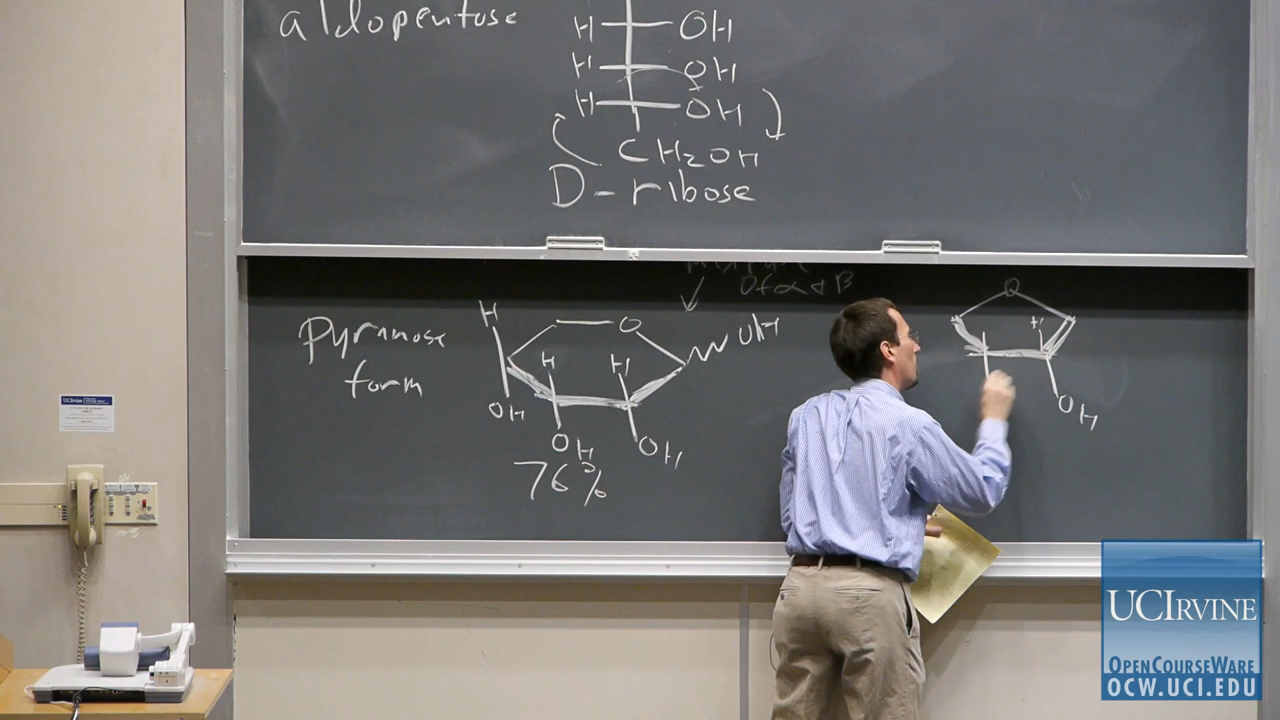 aldopentose
H OH
H OH
H OH
CH2OH
D-ribose
mixture
of α + β
Pyranose
form
H
O
OH
H H
OH
OH
OH
76%
O
H
OH
UCIRVINE
OPENCOURSEWARE
OCW.UCI.EDU